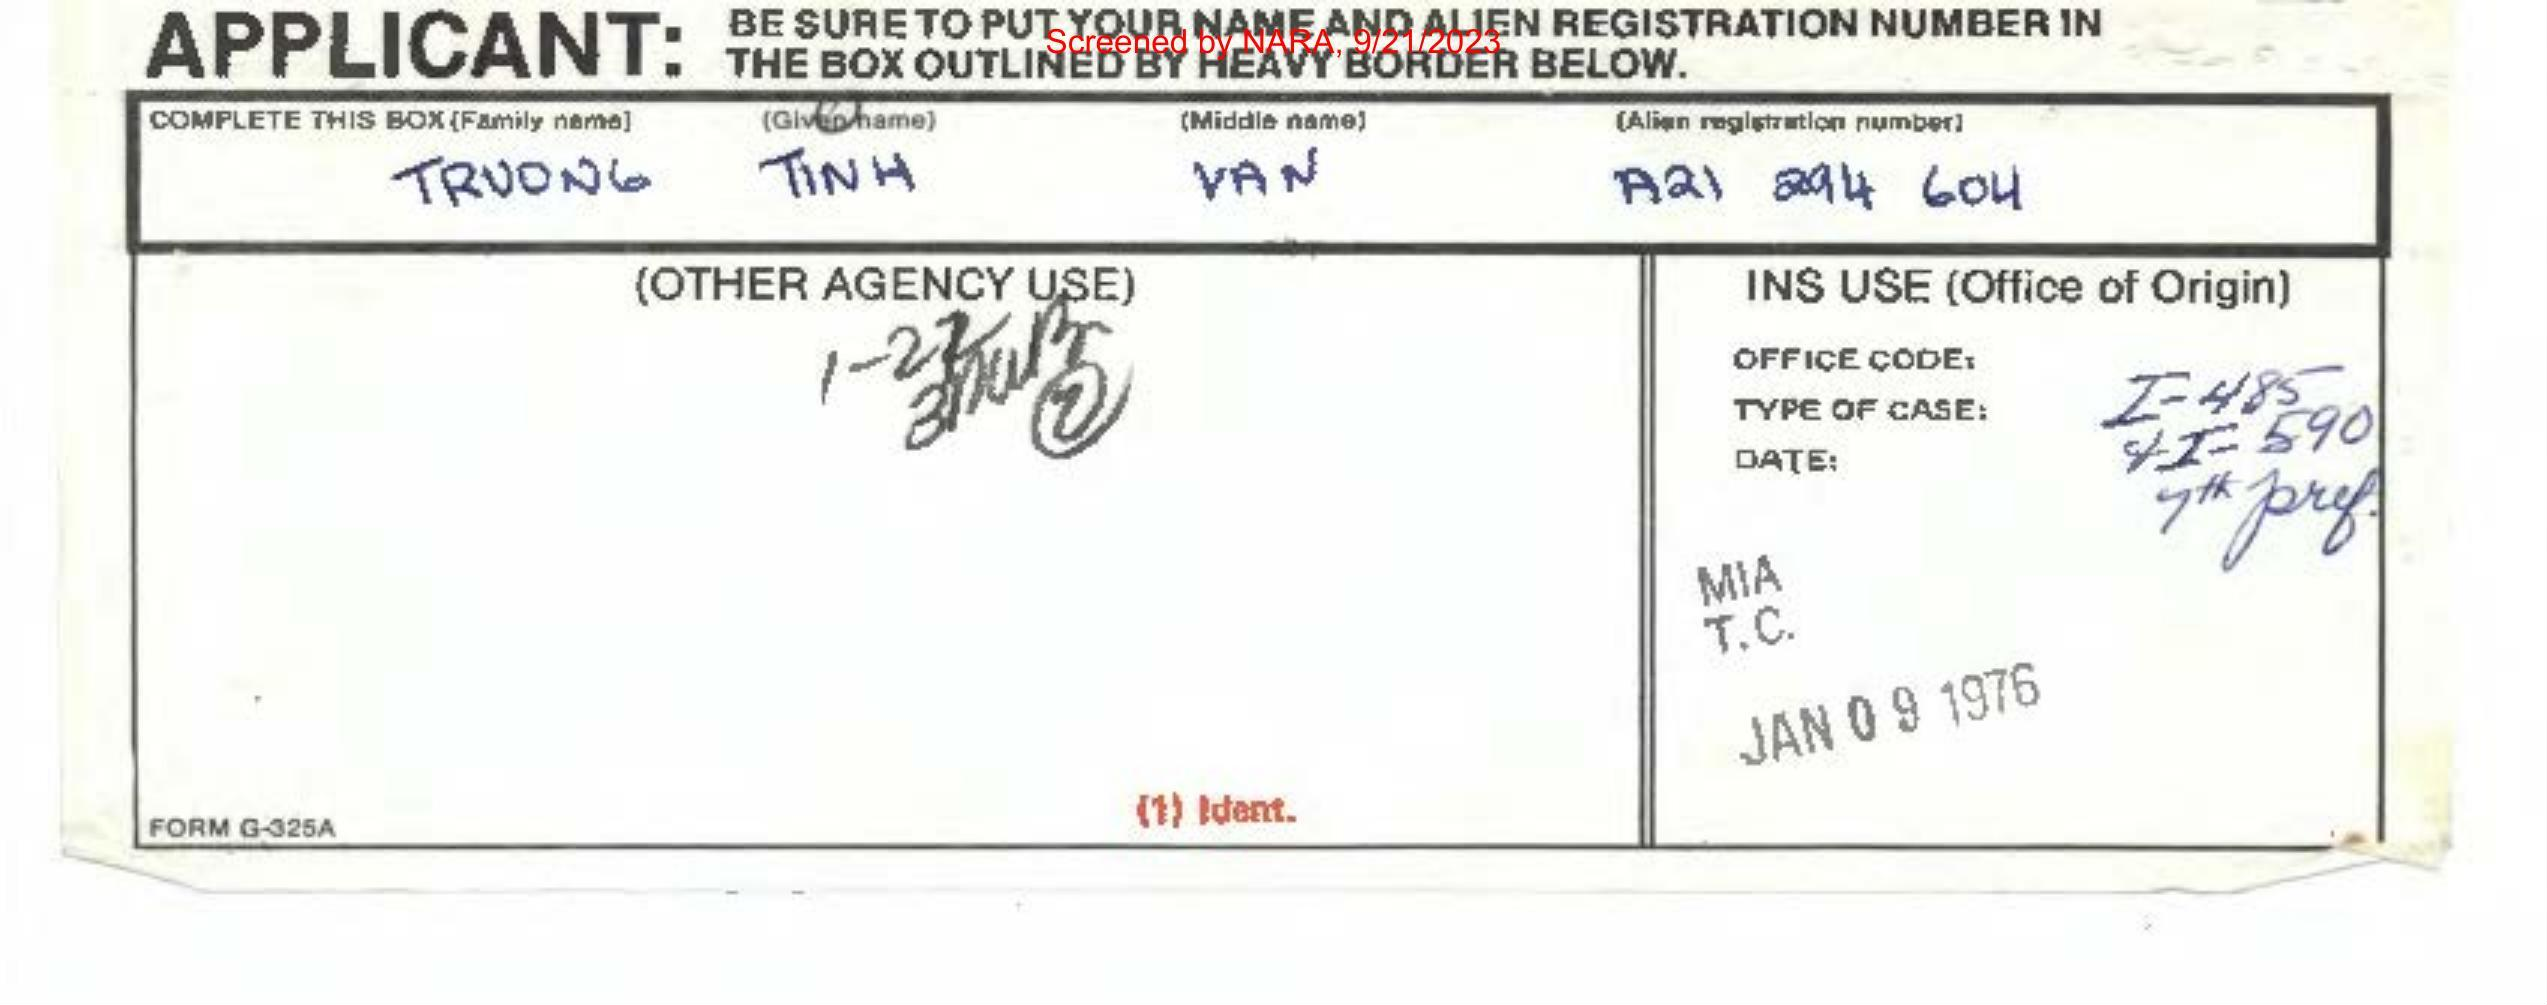 APPLICANT: BE SURE TO PUT YOUR NAME AND ALIEN REGISTRATION NUMBER IN
THE BOX OUTLINED BY HEAVY BORDER BELOW.
Screened by NARA, 9/21/2023
COMPLETE THIS BOX (Family name) (Given name) (Middle name) (Alien registration number)
TRUONG TINH VAN A21 294 604
(OTHER AGENCY USE)
1-27
INS USE (Office of Origin)
OFFICE CODE:
TYPE OF CASE:
DATE:
I-485
& I-590
7th pref.
MIA
T.C.
JAN 09 1976
(1) Ident.
FORM G-325A